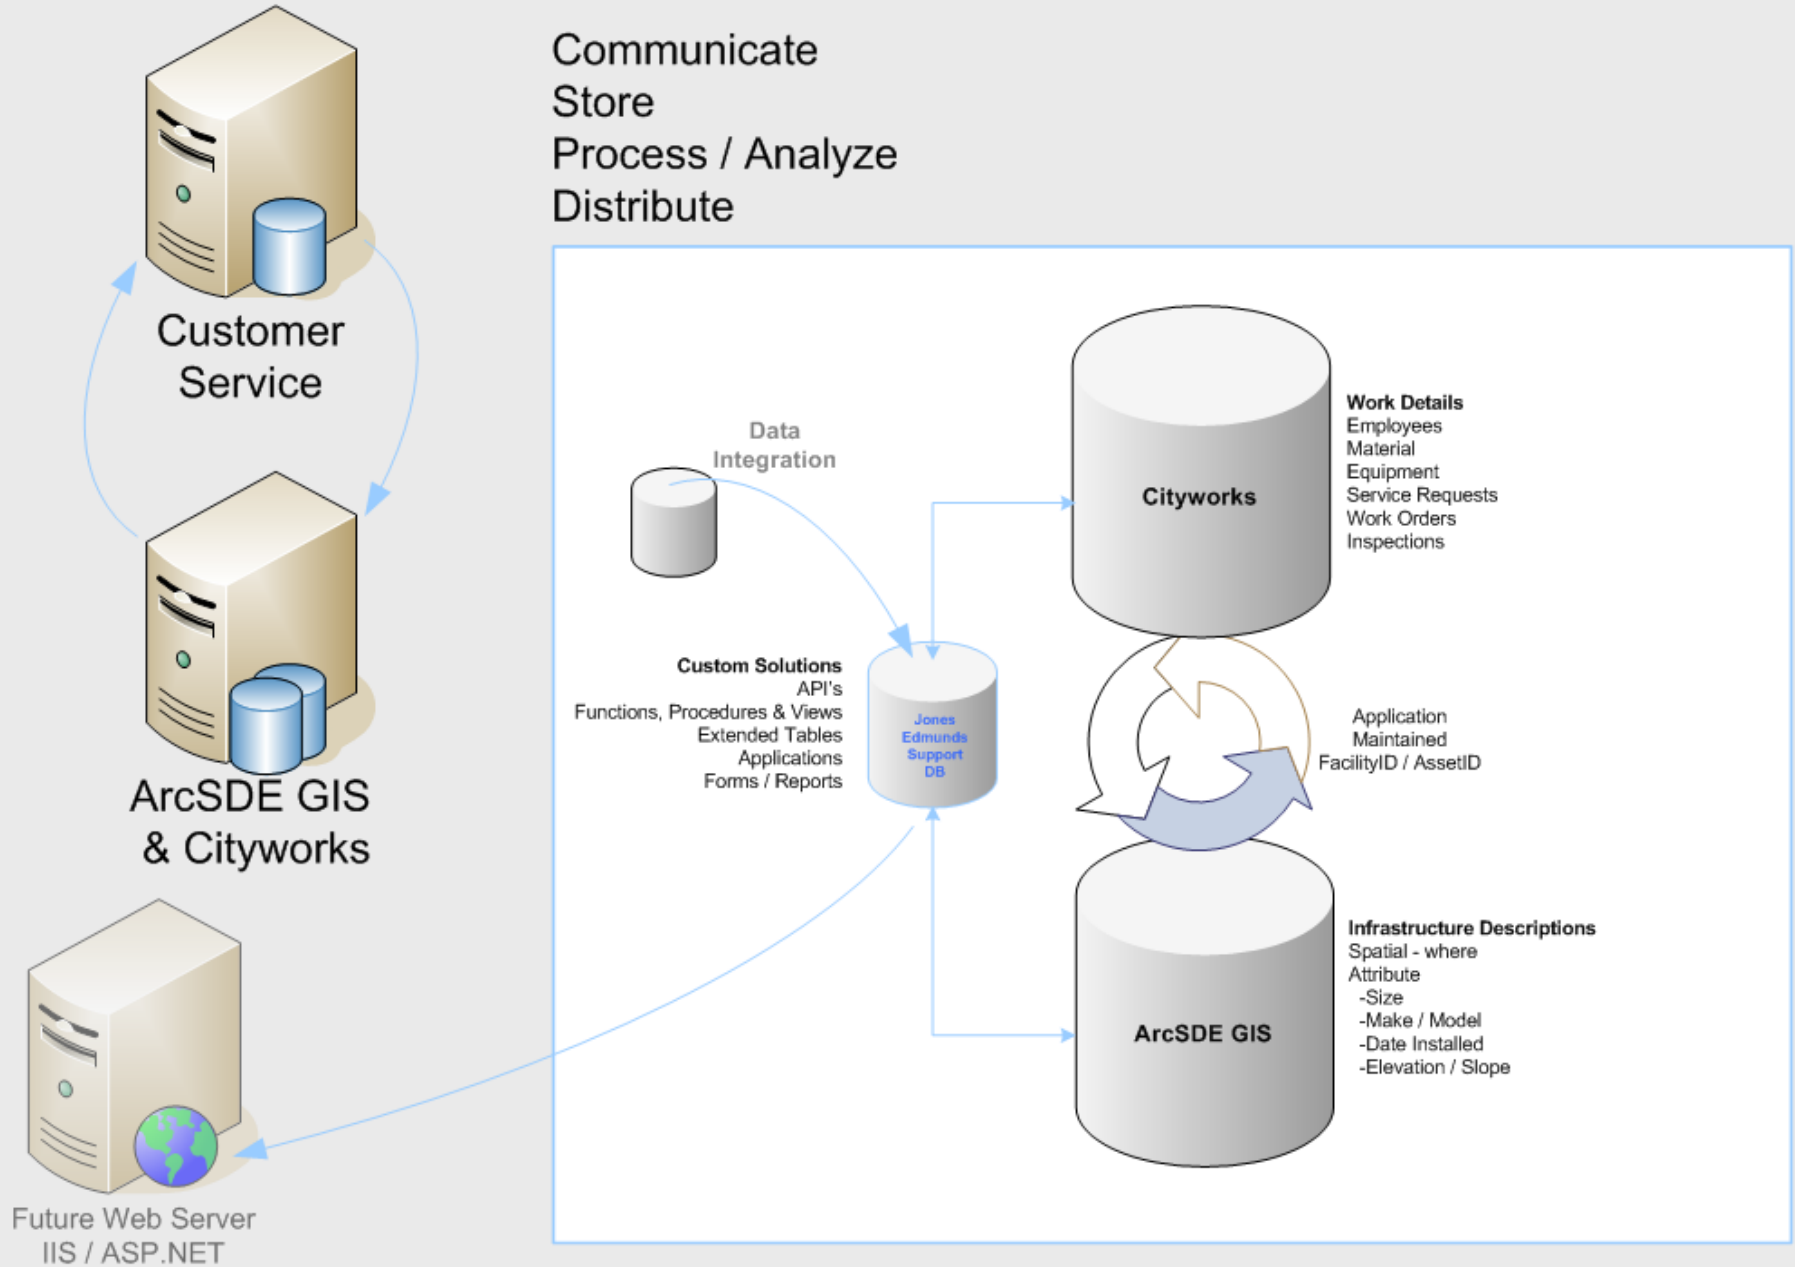 Communicate
Store
Process / Analyze
Distribute
Customer
Service
ArcSDE GIS
& Cityworks
Future Web Server
IIS / ASP.NET
Data
Integration
Cityworks
Work Details
Employees
Material
Equipment
Service Requests
Work Orders
Inspections
Custom Solutions
API's
Functions, Procedures & Views
Extended Tables
Applications
Forms / Reports
Jones
Edmunds
Support
DB
Application
Maintained
FacilityID / AssetID
ArcSDE GIS
Infrastructure Descriptions
Spatial - where
Attribute
-Size
-Make / Model
-Date Installed
-Elevation / Slope